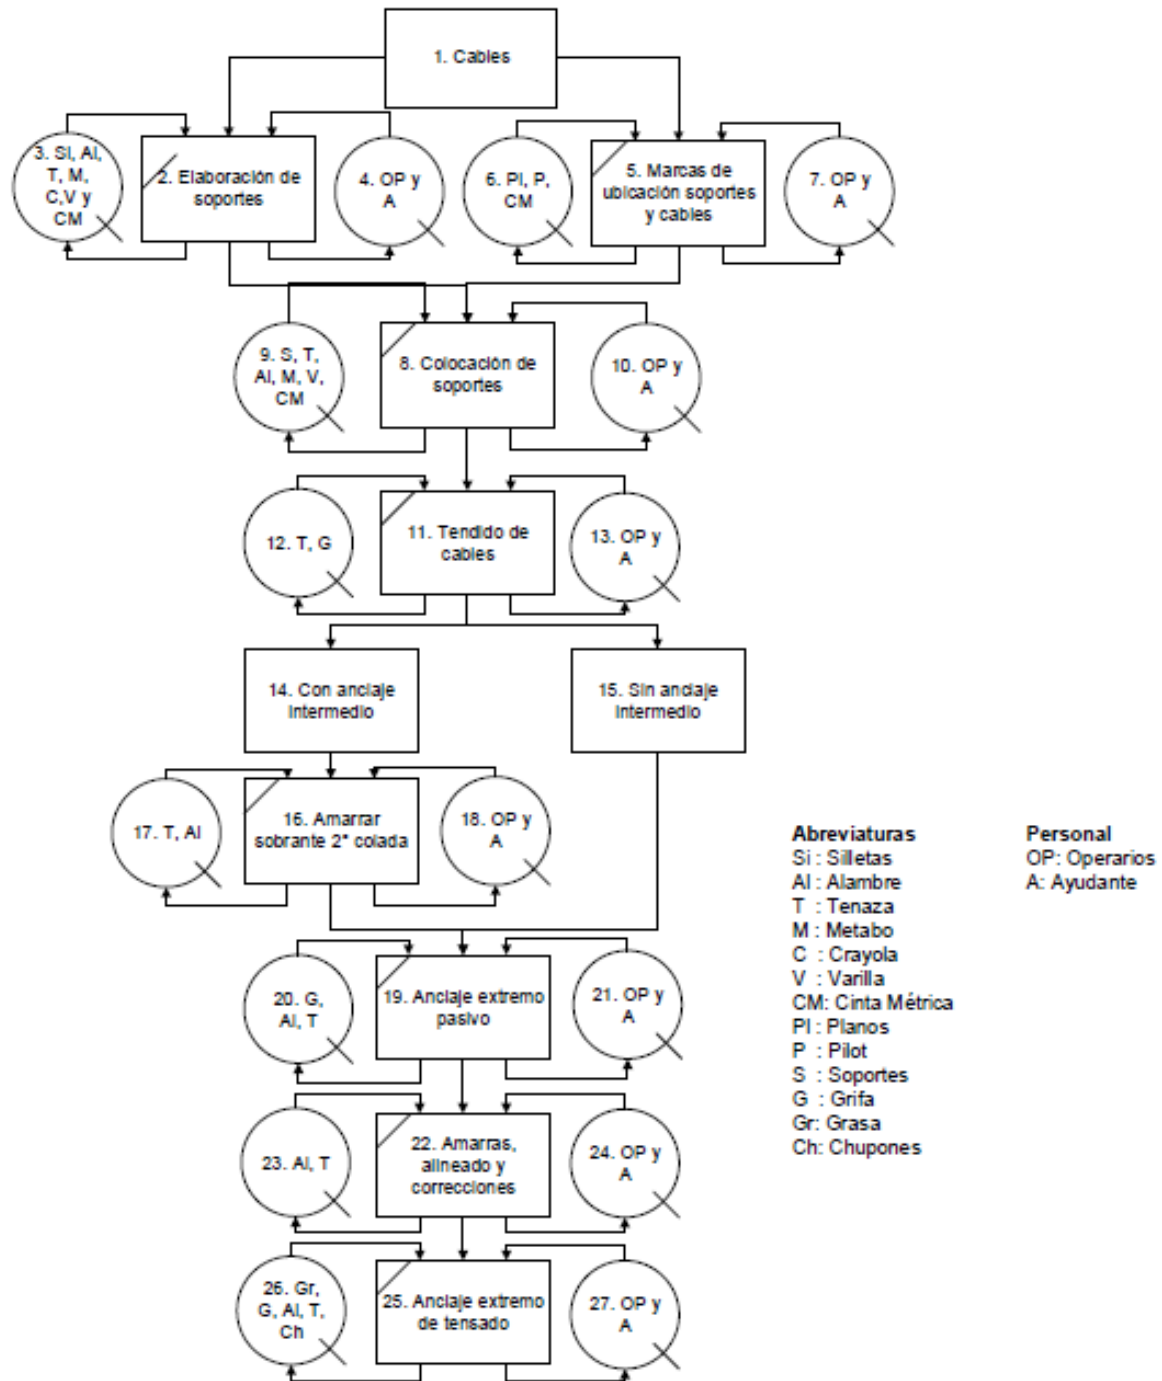 1. Cables
3. Si, Al,
T, M,
C,V y
CM
2. Elaboración de
soportes
4. OP y
A
6. Pl, P,
CM
5. Marcas de
ubicación soportes
y cables
7. OP y
A
9. S, T,
Al, M, V,
CM
8. Colocación de
soportes
10. OP y
A
12. T, G
11. Tendido de
cables
13. OP y
A
14. Con anclaje
intermedio
15. Sin anclaje
intermedio
17. T, Al
16. Amarrar
sobrante 2° colada
18. OP y
A
20. G,
Al, T
19. Anclaje extremo
pasivo
21. OP y
A
23. Al, T
22. Amarras,
alineado y
correcciones
24. OP y
A
26. Gr,
G, Al, T,
Ch
25. Anclaje extremo
de tensado
27. OP y
A
Abreviaturas
Si : Silletas
Al : Alambre
T : Tenaza
M : Metabo
C : Crayola
V : Varilla
CM: Cinta Métrica
Pl : Planos
P : Pilot
S : Soportes
G : Grifa
Gr: Grasa
Ch: Chupones
Personal
OP: Operarios
A: Ayudante